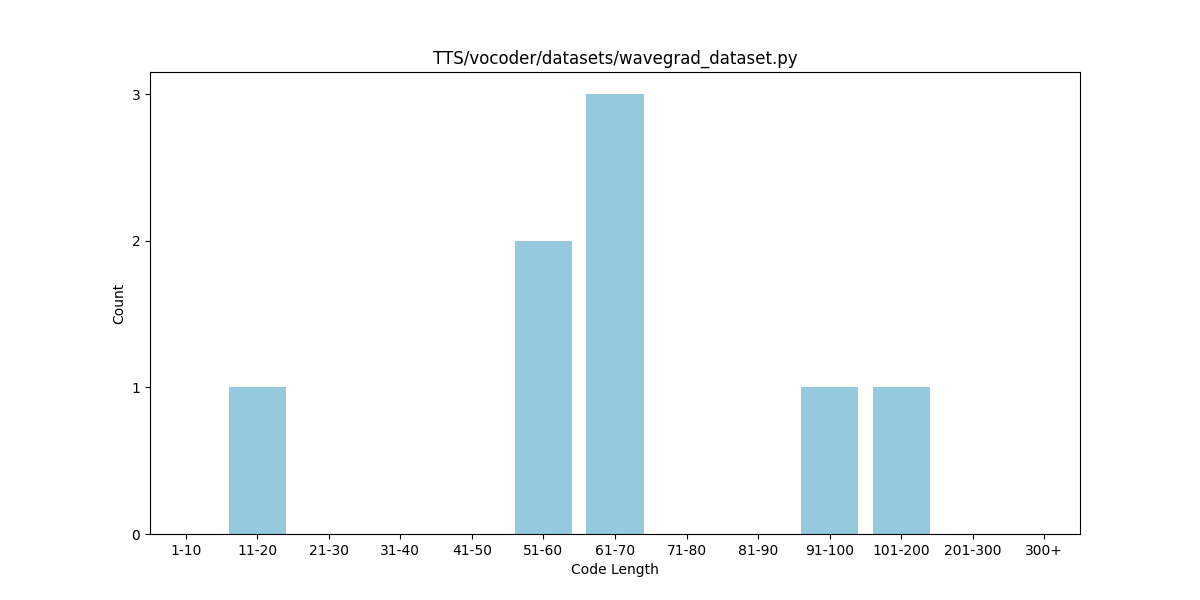 TTS/vocoder/datasets/wavegrad_dataset.py
3
2
1
0
Count
1-10 11-20 21-30 31-40 41-50 51-60 61-70 71-80 81-90 91-100 101-200 201-300 300+
Code Length